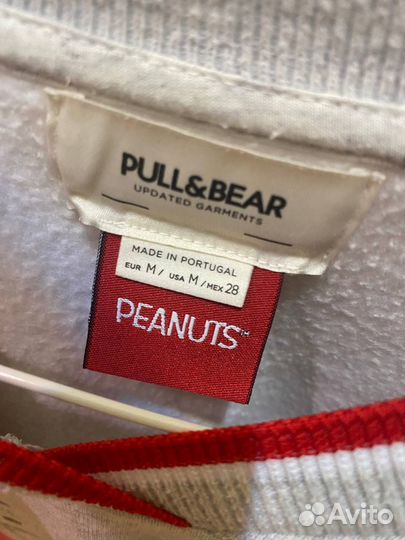 PULL&BEAR
UPDATED GARMENTS
MADE IN PORTUGAL
EUR M / USA M / MEX 28
PEANUTS™
Avito